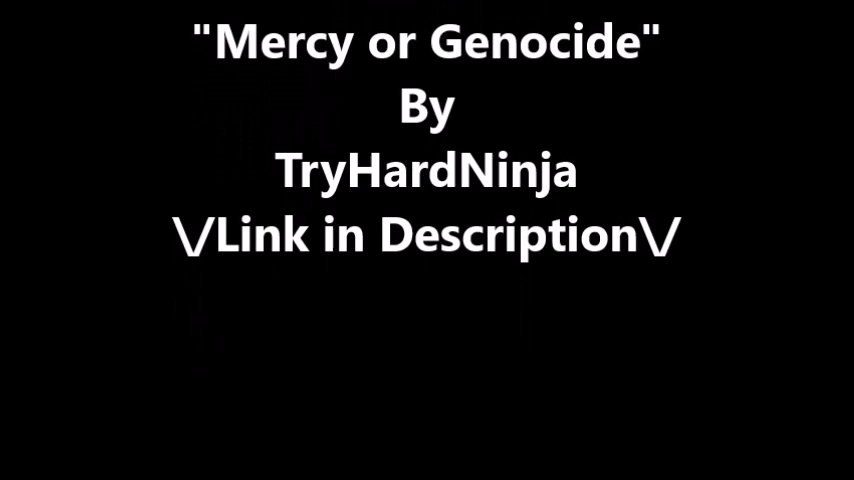 "Mercy or Genocide"
By
TryHardNinja
\/Link in Description\/